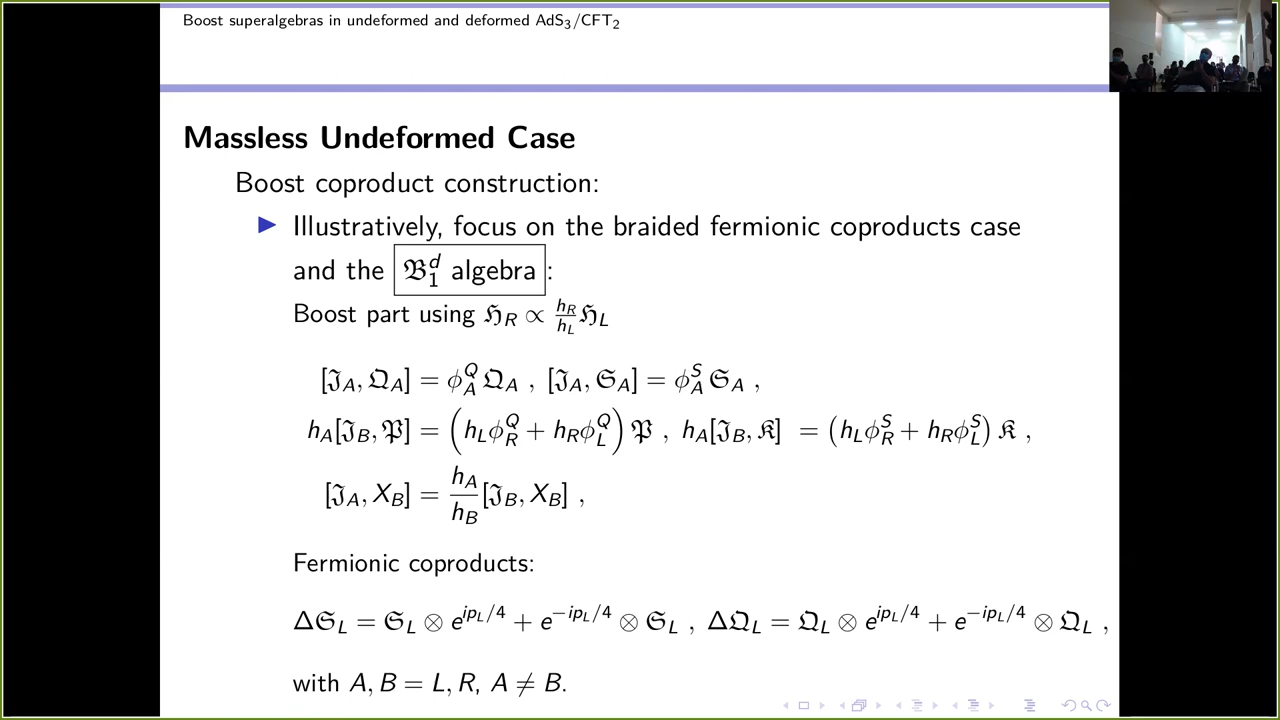 Boost superalgebras in undeformed and deformed AdS₃/CFT₂
Massless Undeformed Case
Boost coproduct construction:
▶ Illustratively, focus on the braided fermionic coproducts case
and the 𝔅₁ᵈ algebra :
Boost part using ℌ_R ∝ h_R/h_L ℌ_L
[𝔍_A, 𝔔_A] = ϕ_A^Q 𝔔_A , [𝔍_A, 𝔖_A] = ϕ_A^S 𝔖_A ,
h_A[𝔍_B, 𝔓] = (h_L ϕ_R^Q + h_R ϕ_L^Q) 𝔓 , h_A[𝔍_B, 𝔎] = (h_L ϕ_R^S + h_R ϕ_L^S) 𝔎 ,
[𝔍_A, X_B] = h_A/h_B [𝔍_B, X_B] ,
Fermionic coproducts:
Δ𝔖_L = 𝔖_L ⊗ e^{ip_L/4} + e^{−ip_L/4} ⊗ 𝔖_L , Δ𝔔_L = 𝔔_L ⊗ e^{ip_L/4} + e^{−ip_L/4} ⊗ 𝔔_L ,
with A, B = L, R, A ≠ B.